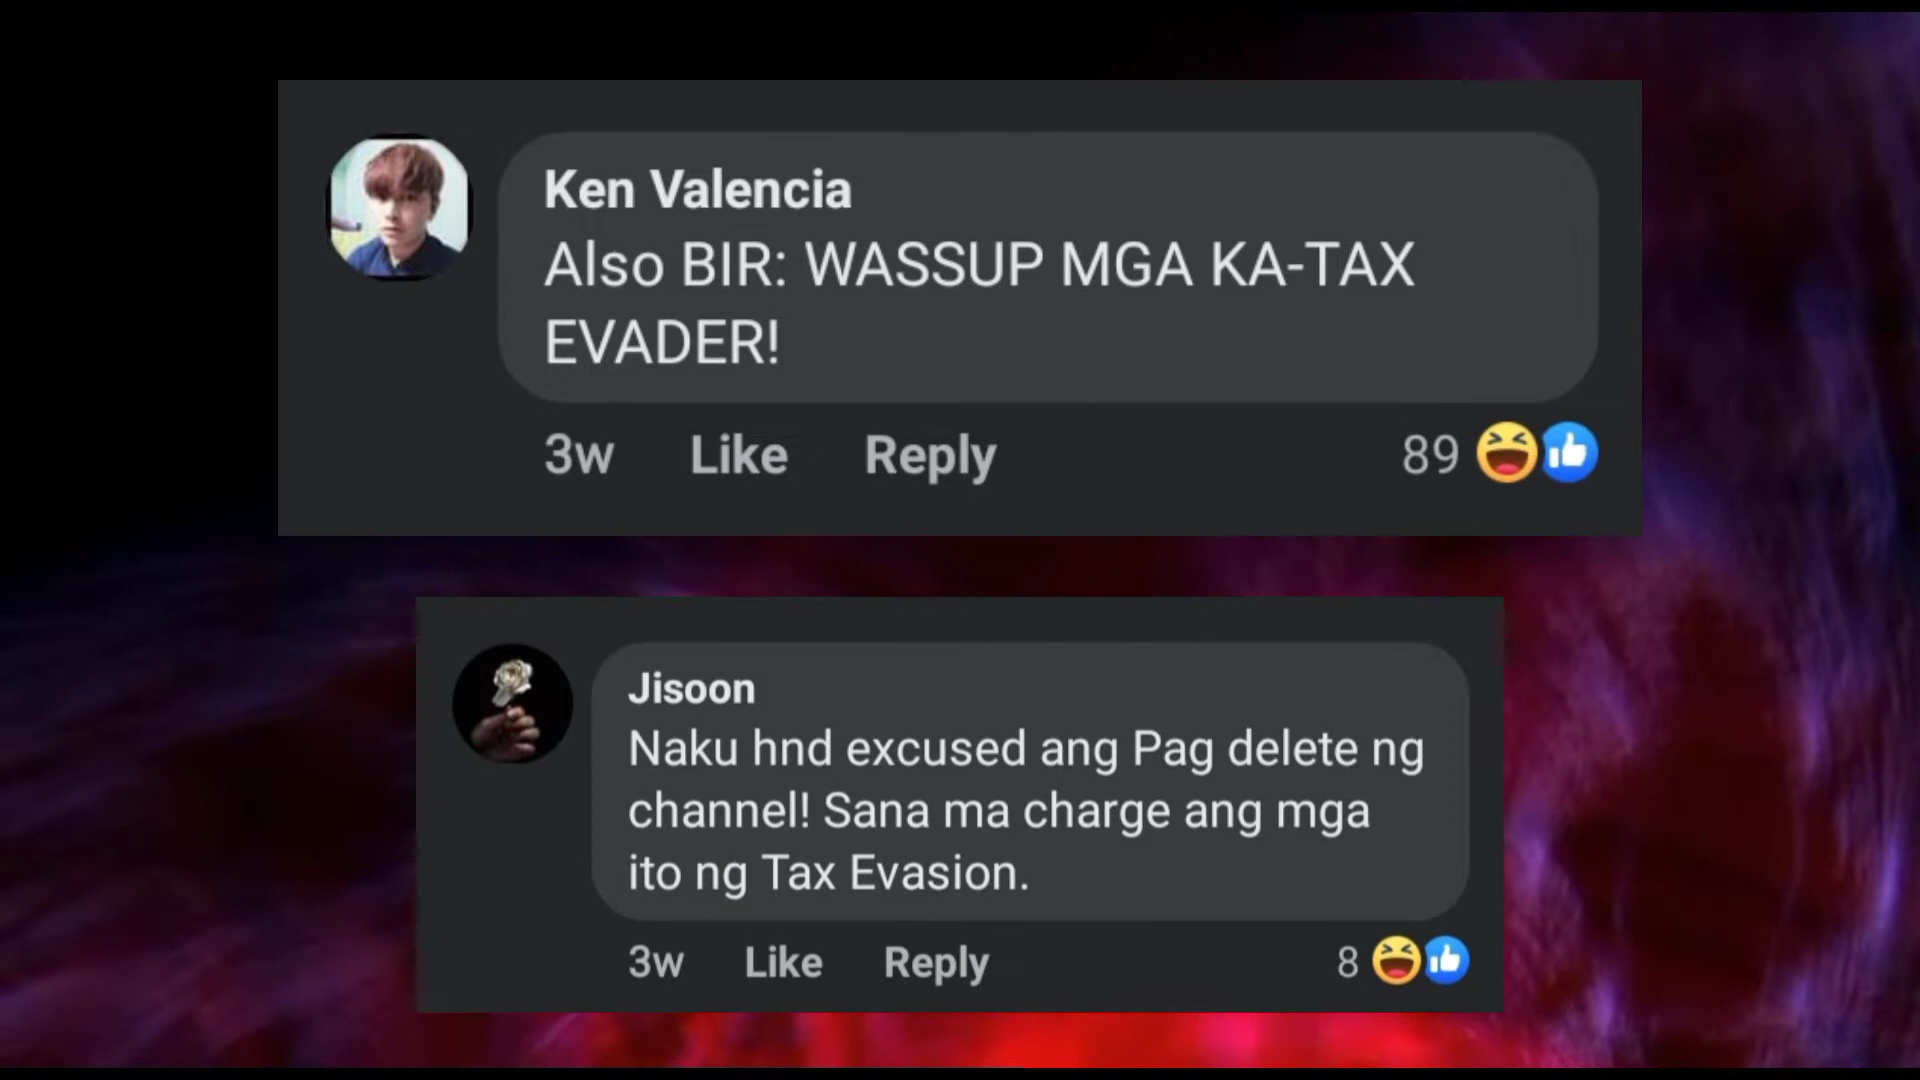 Ken Valencia
Also BIR: WASSUP MGA KA-TAX
EVADER!
3w Like Reply 89
Jisoon
Naku hnd excused ang Pag delete ng
channel! Sana ma charge ang mga
ito ng Tax Evasion.
3w Like Reply 8